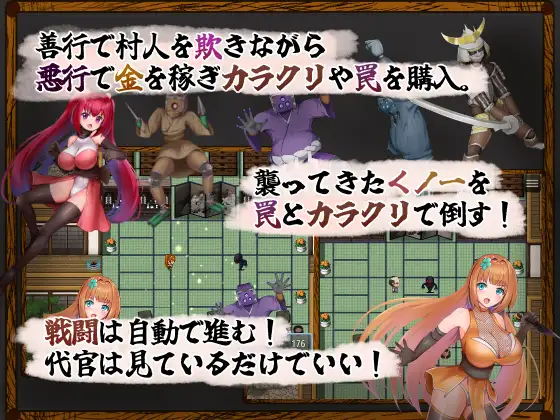 善行で村人を欺きながら
悪行で金を稼ぎカラクリや罠を購入。
襲ってきたくノ一を
罠とカラクリで倒す！
戦闘は自動で進む！
代官は見ているだけでいい！
176